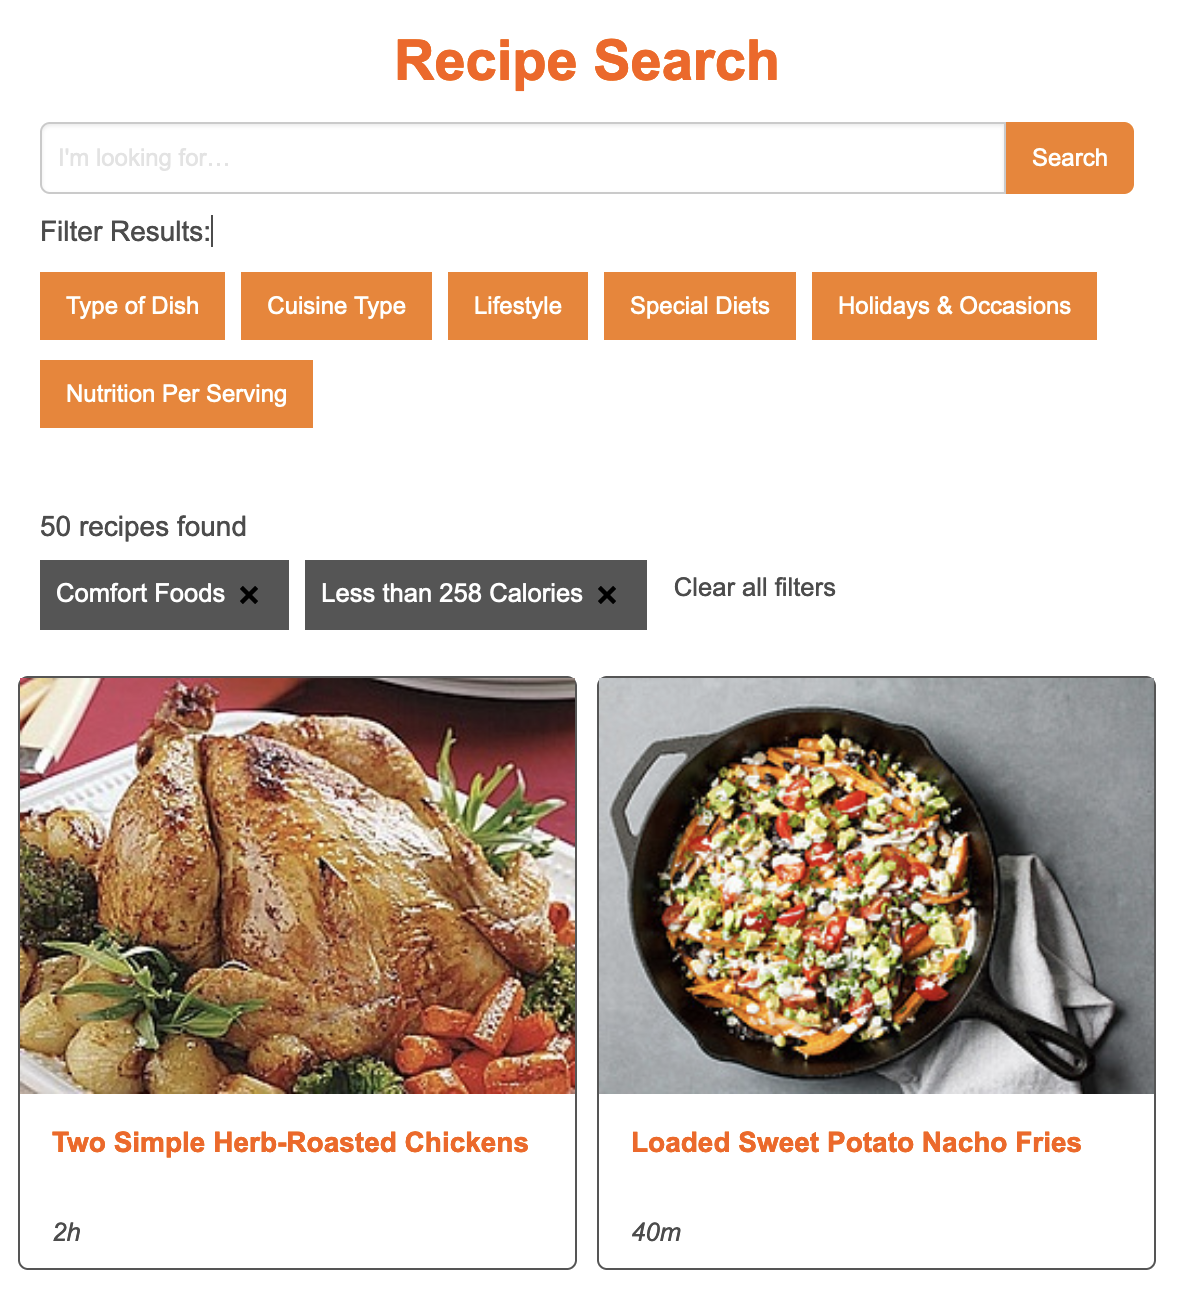 Recipe Search
I'm looking for...
Search
Filter Results:
Type of Dish
Cuisine Type
Lifestyle
Special Diets
Holidays & Occasions
Nutrition Per Serving
50 recipes found
Comfort Foods ×
Less than 258 Calories ×
Clear all filters
Two Simple Herb-Roasted Chickens
2h
Loaded Sweet Potato Nacho Fries
40m